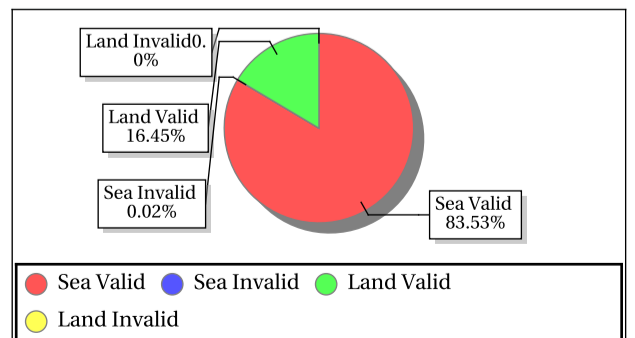 Land Invalid0.
0%
Land Valid
16.45%
Sea Invalid
0.02%
Sea Valid
83.53%
Sea Valid Sea Invalid Land Valid
Land Invalid